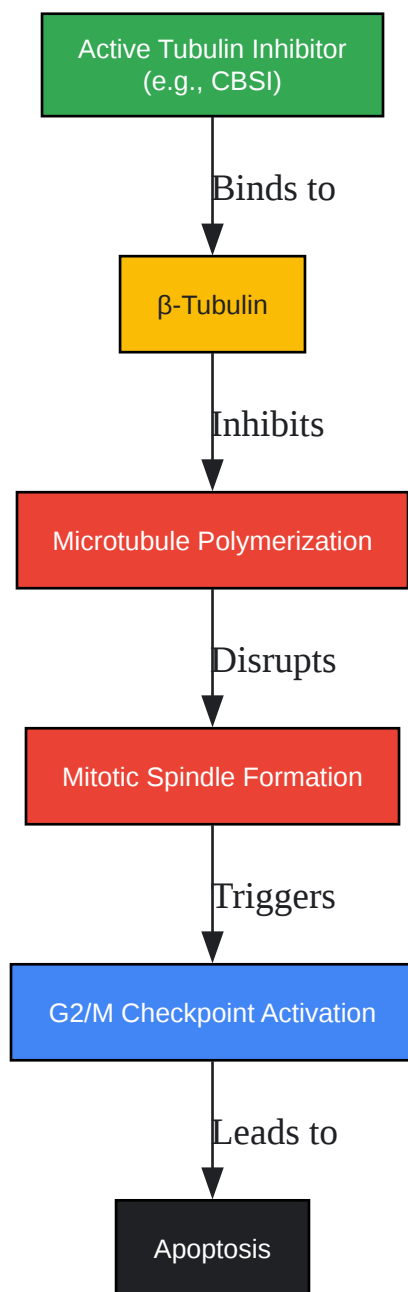 Active Tubulin Inhibitor
(e.g., CBSI)
Binds to
β-Tubulin
Inhibits
Microtubule Polymerization
Disrupts
Mitotic Spindle Formation
Triggers
G2/M Checkpoint Activation
Leads to
Apoptosis